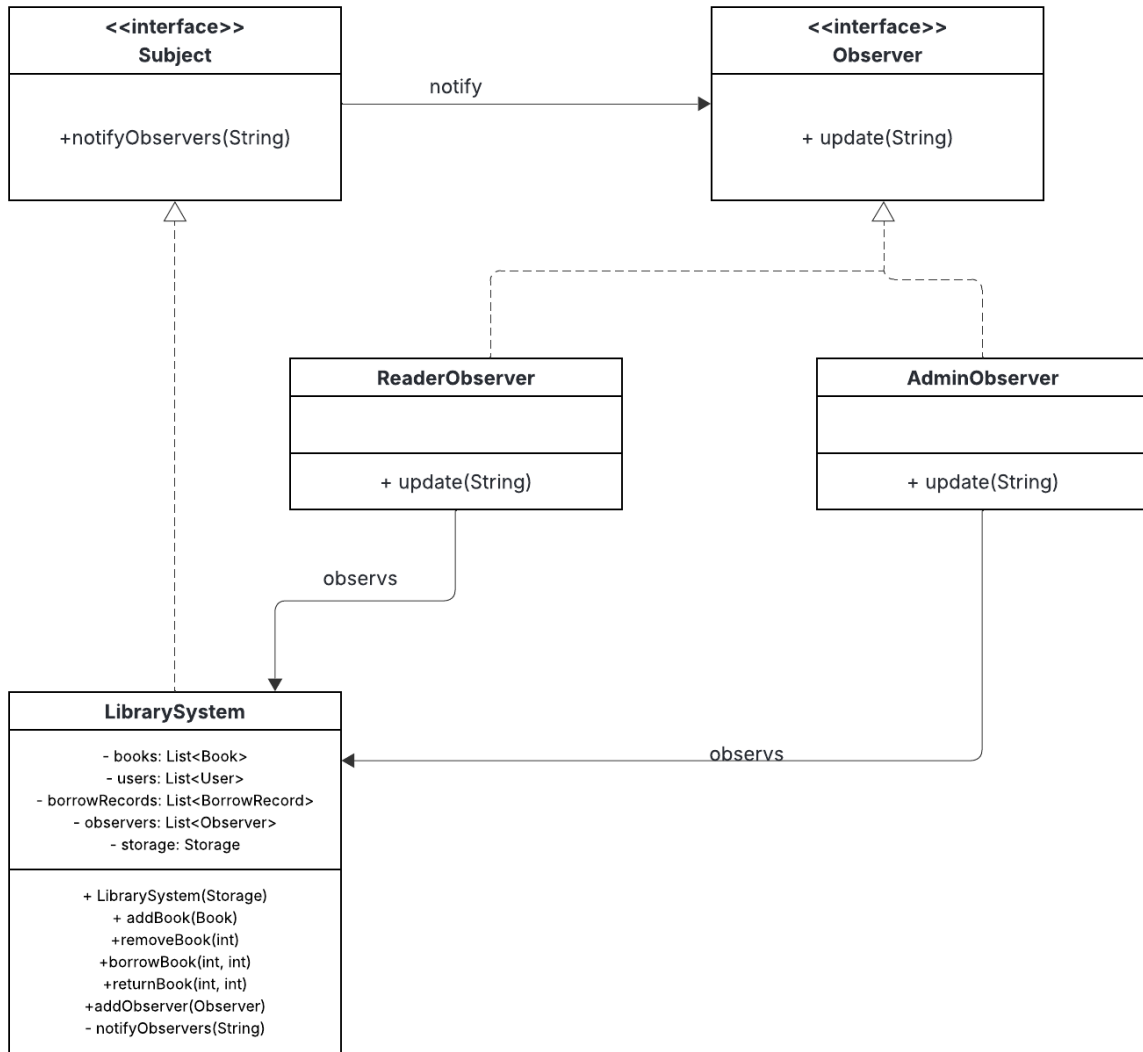 <<interface>>
Subject
+notifyObservers(String)
notify
<<interface>>
Observer
+ update(String)
ReaderObserver
+ update(String)
AdminObserver
+ update(String)
observs
observs
LibrarySystem
- books: List<Book>
- users: List<User>
- borrowRecords: List<BorrowRecord>
- observers: List<Observer>
- storage: Storage
+ LibrarySystem(Storage)
+ addBook(Book)
+removeBook(int)
+borrowBook(int, int)
+returnBook(int, int)
+addObserver(Observer)
- notifyObservers(String)